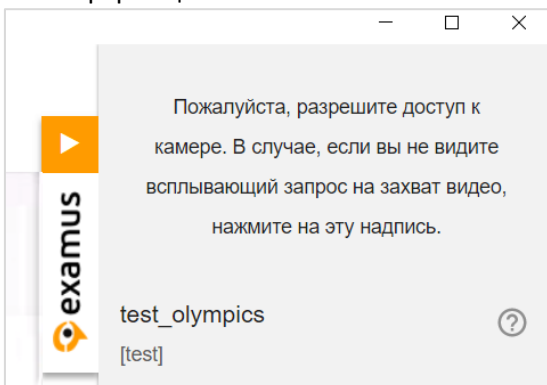 Пожалуйста, разрешите доступ к
камере. В случае, если вы не видите
всплывающий запрос на захват видео,
нажмите на эту надпись.
examus
test_olympics
[test]
?